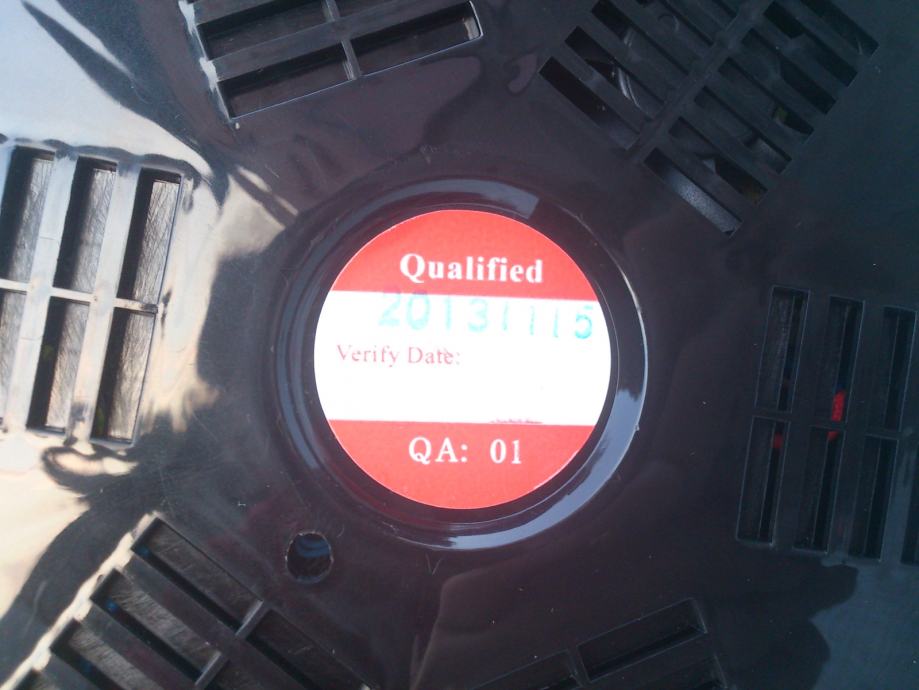 Qualified
20131115
Verify Date:
QA: 01